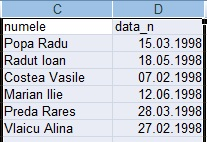 C D
numele data_n
Popa Radu 15.03.1998
Radut Ioan 18.05.1998
Costea Vasile 07.02.1998
Marian Ilie 12.06.1998
Preda Rares 28.03.1998
Vlaicu Alina 27.02.1998